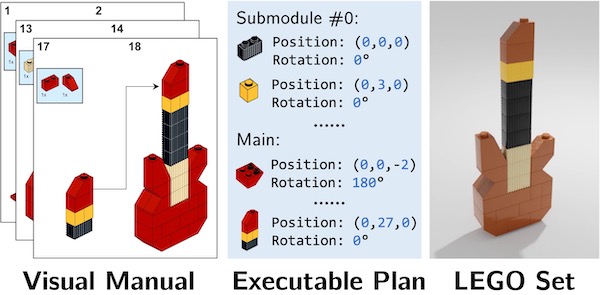 1
2
13
14
17
18
1x
1x
Submodule #0:
Position: (0,0,0)
Rotation: 0°
Position: (0,3,0)
Rotation: 0°
......
Main:
Position: (0,0,-2)
Rotation: 180°
......
Position: (0,27,0)
Rotation: 0°
Visual Manual
Executable Plan
LEGO Set